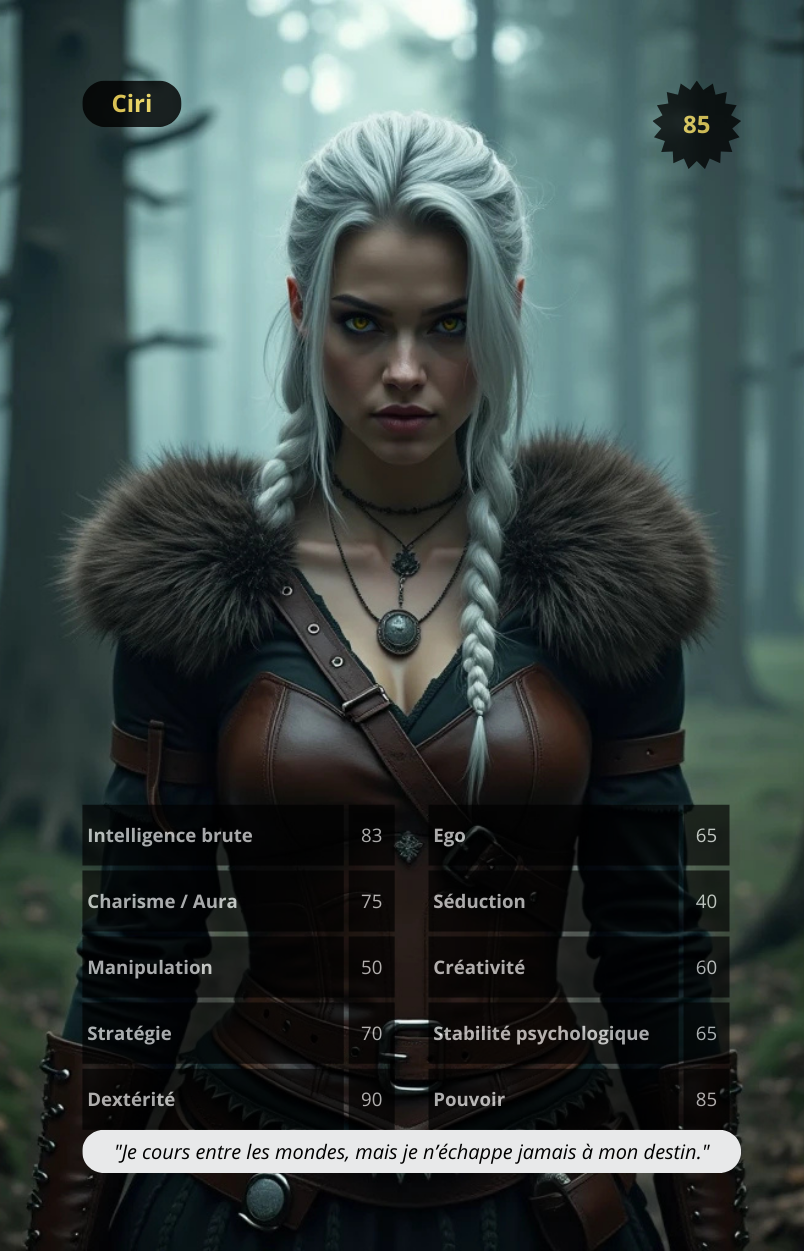 Ciri
85
Intelligence brute 83
Ego 65
Charisme / Aura 75
Séduction 40
Manipulation 50
Créativité 60
Stratégie 70
Stabilité psychologique 65
Dextérité 90
Pouvoir 85
"Je cours entre les mondes, mais je n'échappe jamais à mon destin."